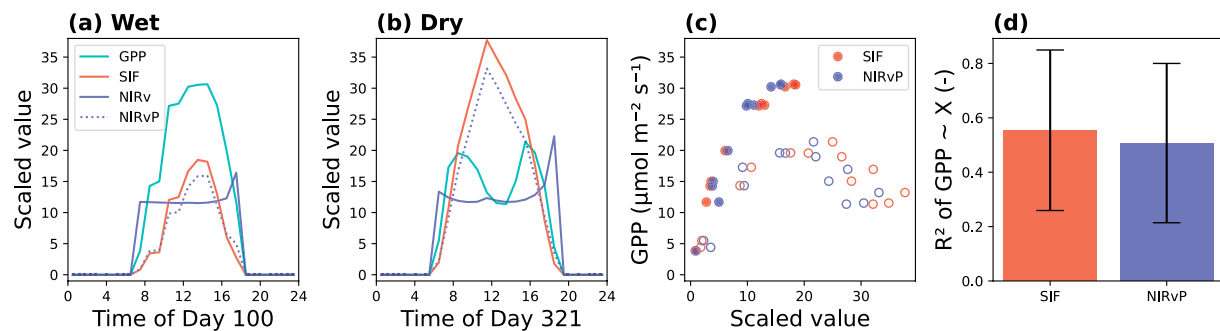 (a) Wet
(b) Dry
(d)
GPP
SIF
NIRv
NIRvP
Scaled value
35
30
25
20
15
10
5
0
0 4 8 12 16 20 24
Time of Day 100
Scaled value
35
30
25
20
15
10
5
0
0 4 8 12 16 20 24
Time of Day 321
(c)
SIF
NIRvP
GPP (μmol m⁻² s⁻¹)
35
30
25
20
15
10
5
0
0 10 20 30
Scaled value
R² of GPP ~ X (-)
0.8
0.6
0.4
0.2
0.0
SIF NIRvP